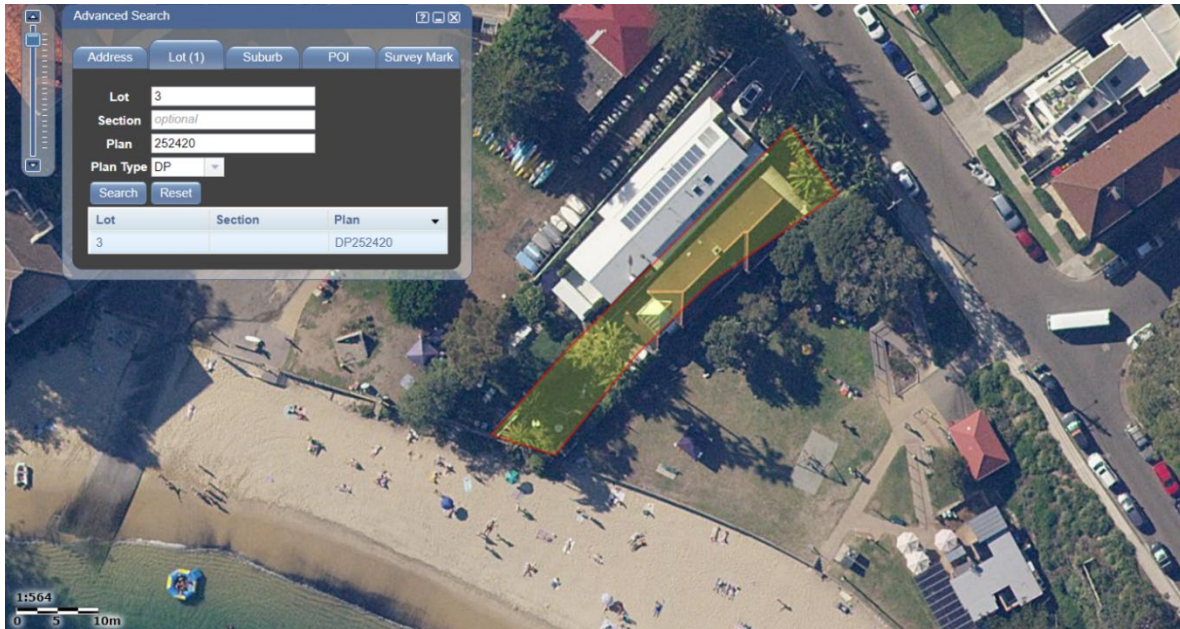 Advanced Search
Address Lot (1) Suburb POI Survey Mark
Lot 3
Section optional
Plan 252420
Plan Type DP
Search Reset
Lot Section Plan
3 DP252420
1:564
0 5 10m